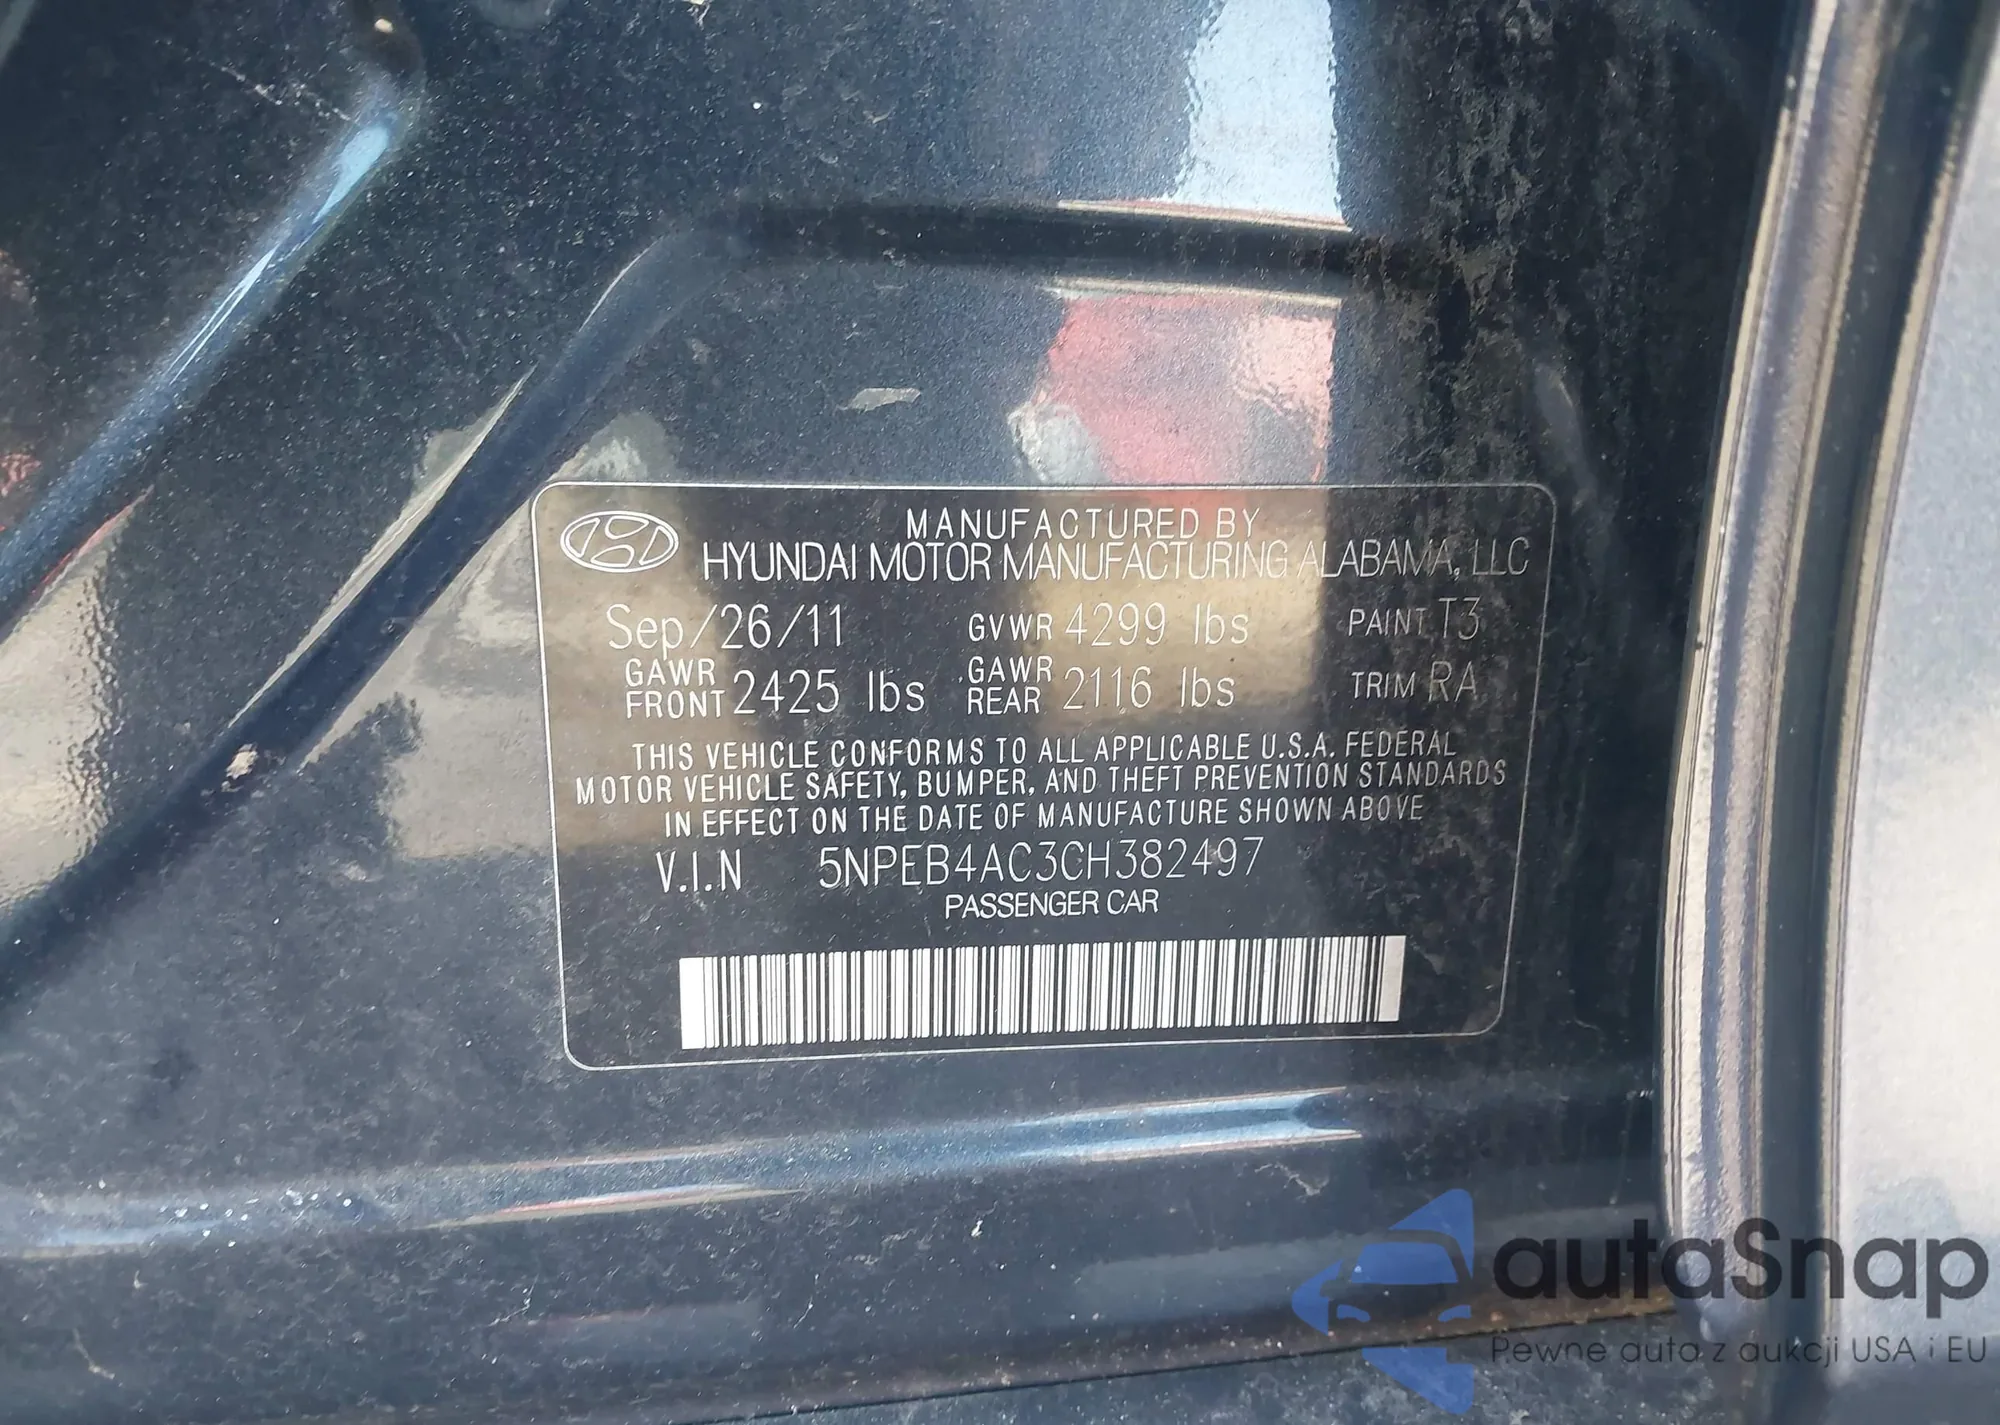 MANUFACTURED BY
HYUNDAI MOTOR MANUFACTURING ALABAMA, LLC
Sep/26/11 GVWR 4299 lbs PAINT T3
GAWR FRONT 2425 lbs GAWR REAR 2116 lbs TRIM RA
THIS VEHICLE CONFORMS TO ALL APPLICABLE U.S.A. FEDERAL
MOTOR VEHICLE SAFETY, BUMPER, AND THEFT PREVENTION STANDARDS
IN EFFECT ON THE DATE OF MANUFACTURE SHOWN ABOVE
V.I.N 5NPEB4AC3CH382497
PASSENGER CAR
autaSnap
Pewne auta z aukcji USA i EU